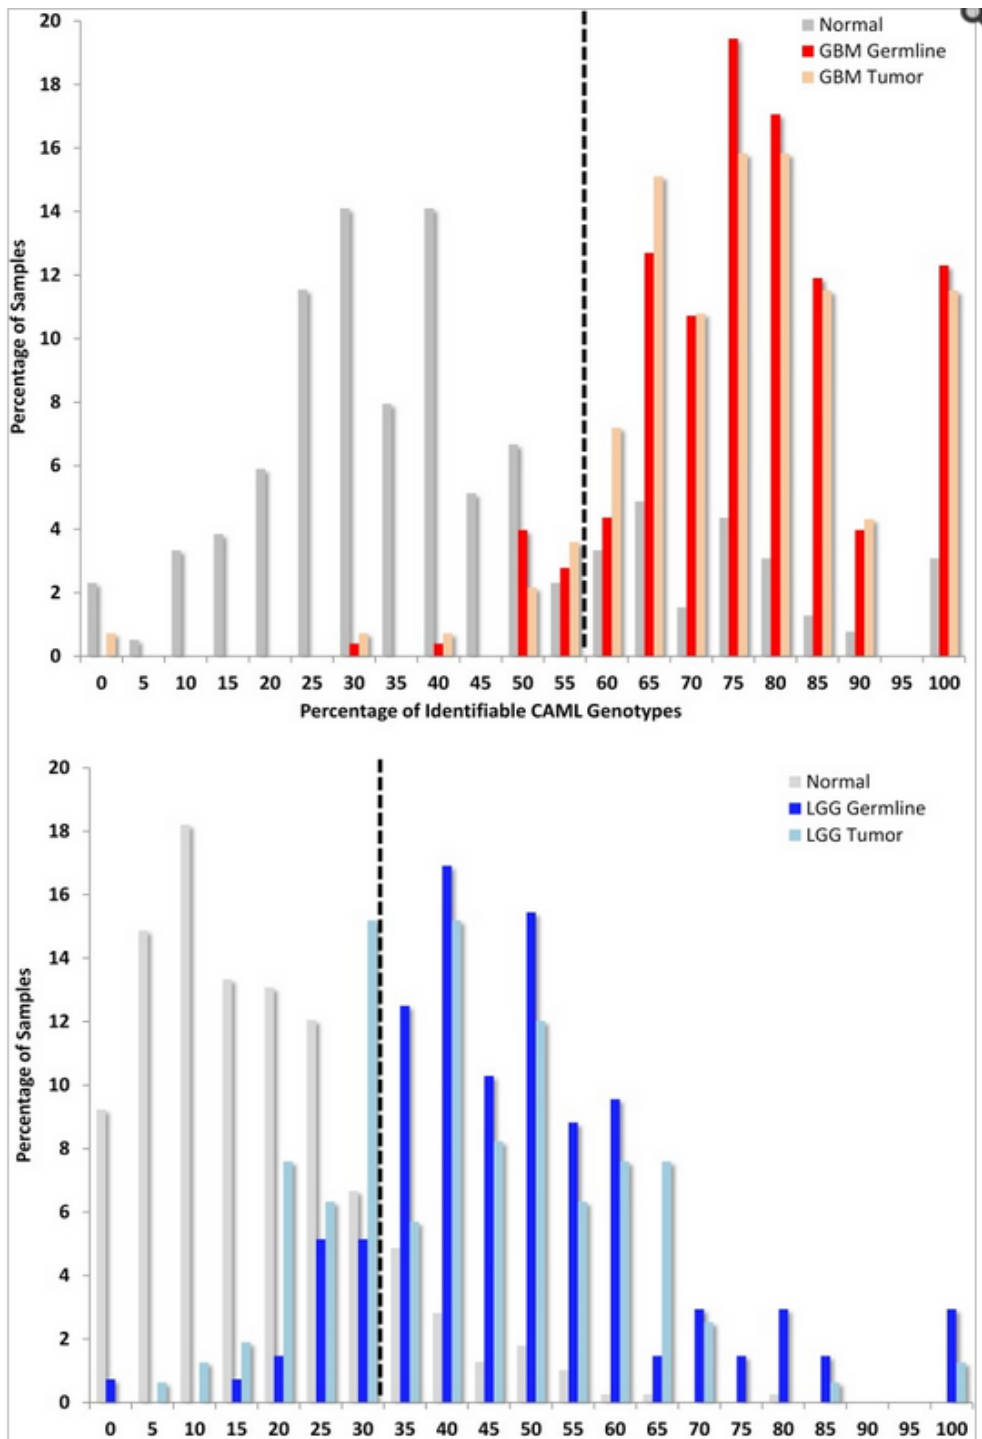 20
18
16
14
12
10
8
6
4
2
0
Percentage of Samples
Normal
GBM Germline
GBM Tumor
0 5 10 15 20 25 30 35 40 45 50 55 60 65 70 75 80 85 90 95 100
Percentage of Identifiable CAML Genotypes
20
18
16
14
12
10
8
6
4
2
0
Percentage of Samples
Normal
LGG Germline
LGG Tumor
0 5 10 15 20 25 30 35 40 45 50 55 60 65 70 75 80 85 90 95 100